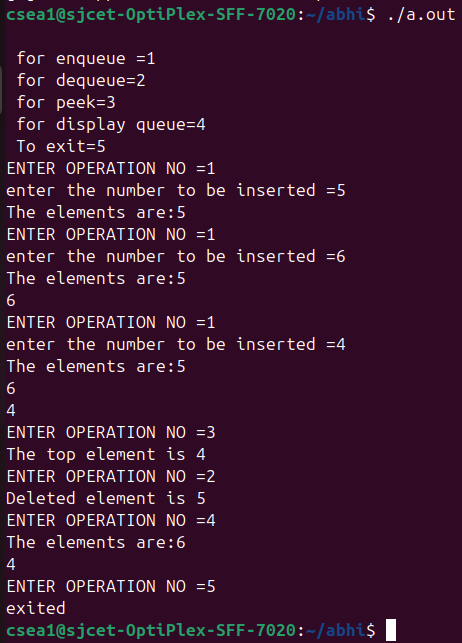 csea1@sjcet-OptiPlex-SFF-7020:~/abhi$ ./a.out
for enqueue =1
for dequeue=2
for peek=3
for display queue=4
To exit=5
ENTER OPERATION NO =1
enter the number to be inserted =5
The elements are:5
ENTER OPERATION NO =1
enter the number to be inserted =6
The elements are:5
6
ENTER OPERATION NO =1
enter the number to be inserted =4
The elements are:5
6
4
ENTER OPERATION NO =3
The top element is 4
ENTER OPERATION NO =2
Deleted element is 5
ENTER OPERATION NO =4
The elements are:6
4
ENTER OPERATION NO =5
exited
csea1@sjcet-OptiPlex-SFF-7020:~/abhi$